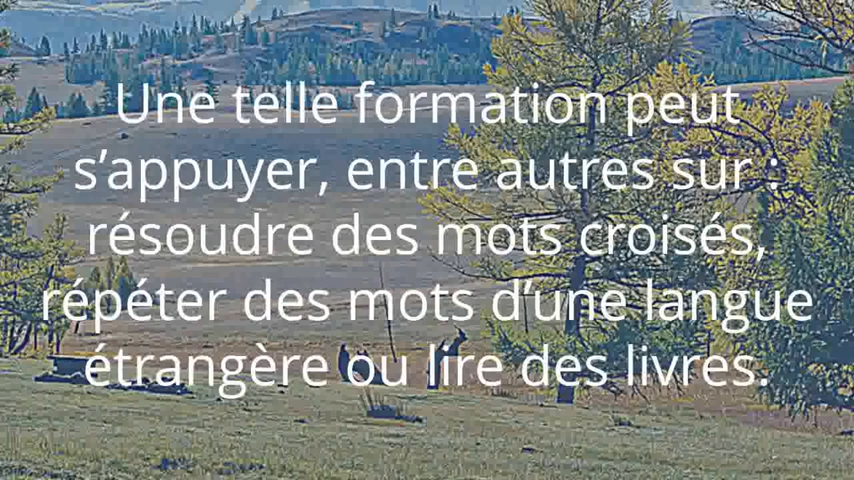 Une telle formation peut
s’appuyer, entre autres sur :
résoudre des mots croisés,
répéter des mots d’une langue
étrangère ou lire des livres.